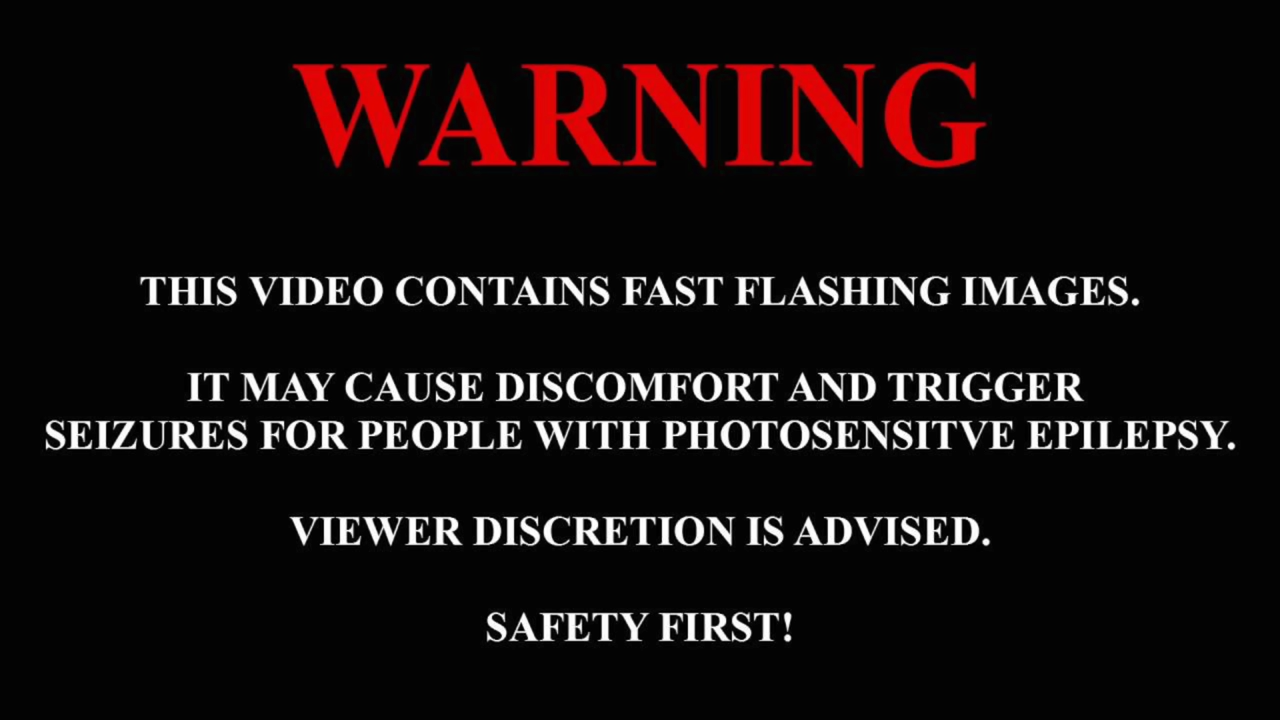 WARNING
THIS VIDEO CONTAINS FAST FLASHING IMAGES.
IT MAY CAUSE DISCOMFORT AND TRIGGER
SEIZURES FOR PEOPLE WITH PHOTOSENSITVE EPILEPSY.
VIEWER DISCRETION IS ADVISED.
SAFETY FIRST!